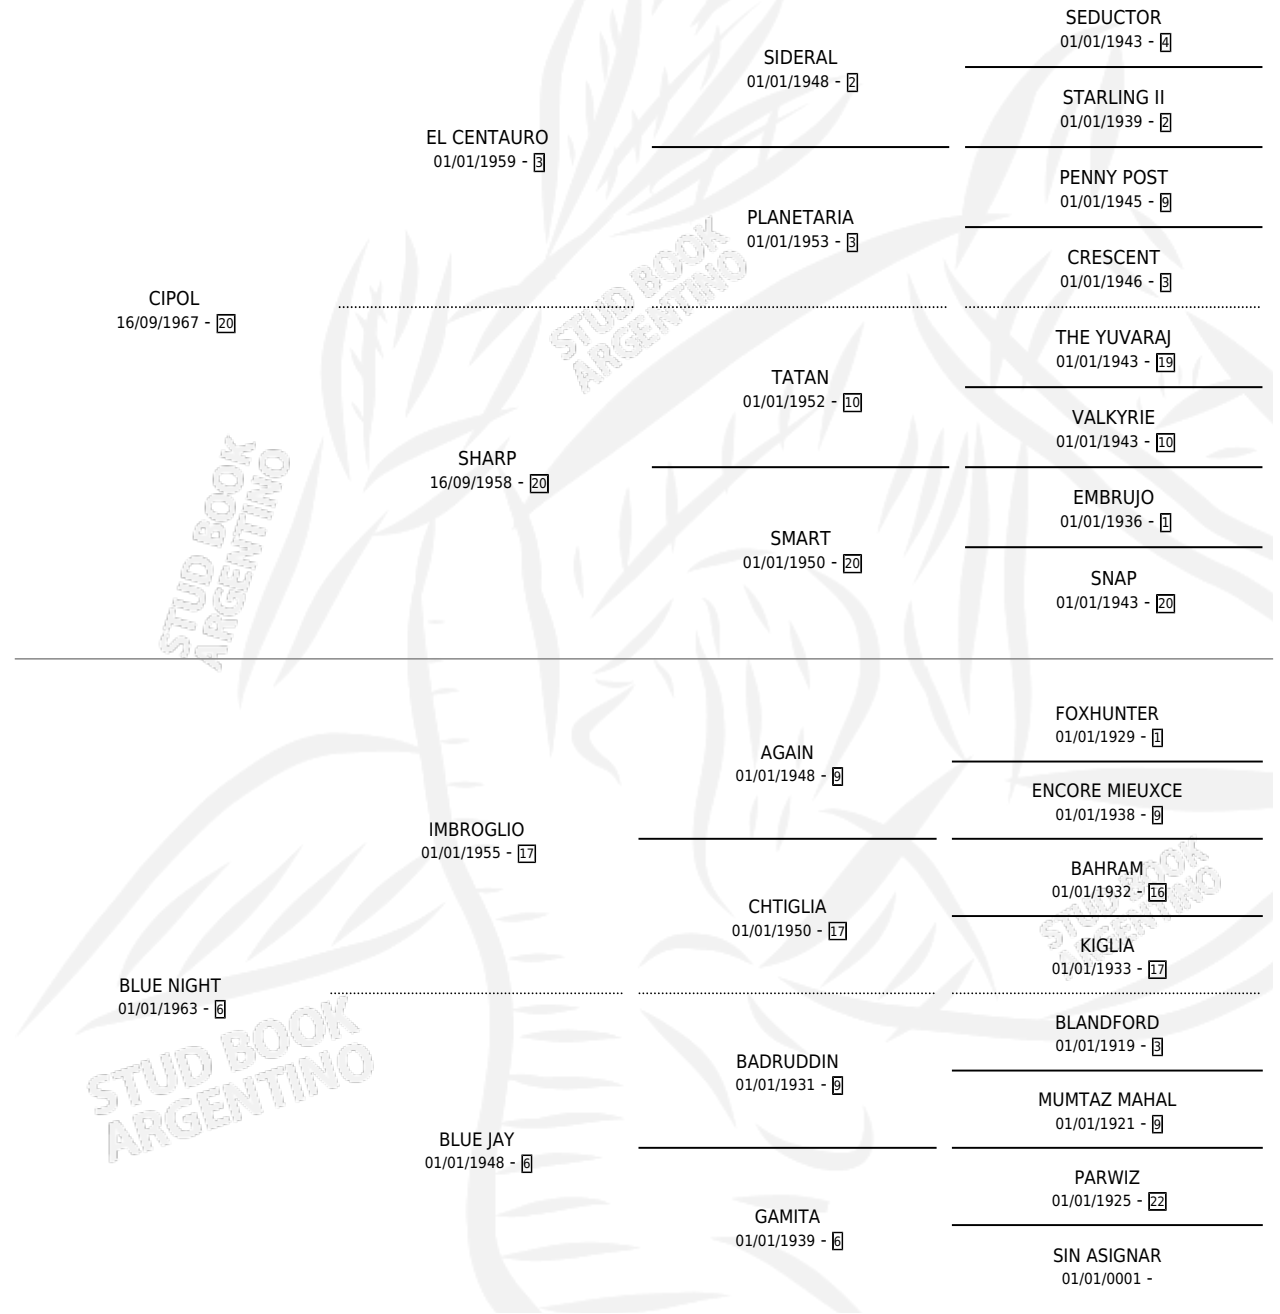 SEDUCTOR
01/01/1943 - 4
SIDERAL
01/01/1948 - 2
STARLING II
01/01/1939 - 2
EL CENTAURO
01/01/1959 - 3
PENNY POST
01/01/1945 - 9
PLANETARIA
01/01/1953 - 3
CRESCENT
01/01/1946 - 3
CIPOL
16/09/1967 - 20
THE YUVARAJ
01/01/1943 - 19
TATAN
01/01/1952 - 10
VALKYRIE
01/01/1943 - 10
SHARP
16/09/1958 - 20
EMBRUJO
01/01/1936 - 1
SMART
01/01/1950 - 20
SNAP
01/01/1943 - 20
STUD BOOK
ARGENTINO
STUD BOOK
ARGENTINO
FOXHUNTER
01/01/1929 - 1
AGAIN
01/01/1948 - 9
ENCORE MIEUXCE
01/01/1938 - 9
IMBROGLIO
01/01/1955 - 17
BAHRAM
01/01/1932 - 16
CHTIGLIA
01/01/1950 - 17
KIGLIA
01/01/1933 - 17
BLUE NIGHT
01/01/1963 - 6
BLANDFORD
01/01/1919 - 3
BADRUDDIN
01/01/1931 - 9
MUMTAZ MAHAL
01/01/1921 - 9
BLUE JAY
01/01/1948 - 6
PARWIZ
01/01/1925 - 22
GAMITA
01/01/1939 - 6
SIN ASIGNAR
01/01/0001 -
STUD BOOK
ARGENTINO
STUD BOOK
ARGENTINO